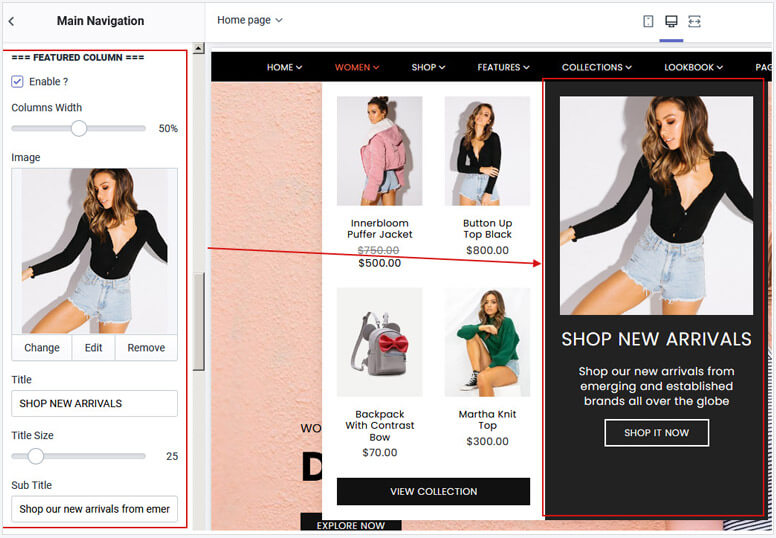 Main Navigation
Home page
=== FEATURED COLUMN ===
Enable ?
Columns Width
50%
Image
Change Edit Remove
Title
SHOP NEW ARRIVALS
Title Size
25
Sub Title
Shop our new arrivals from emer
HOME WOMEN SHOP FEATURES COLLECTIONS LOOKBOOK PAG
Innerbloom
Puffer Jacket
$750.00
$500.00
Button Up
Top Black
$800.00
Backpack
With Contrast
Bow
$70.00
Martha Knit
Top
$300.00
VIEW COLLECTION
SHOP NEW ARRIVALS
Shop our new arrivals from
emerging and established
brands all over the globe
SHOP IT NOW
WO
D
EXPLORE NOW